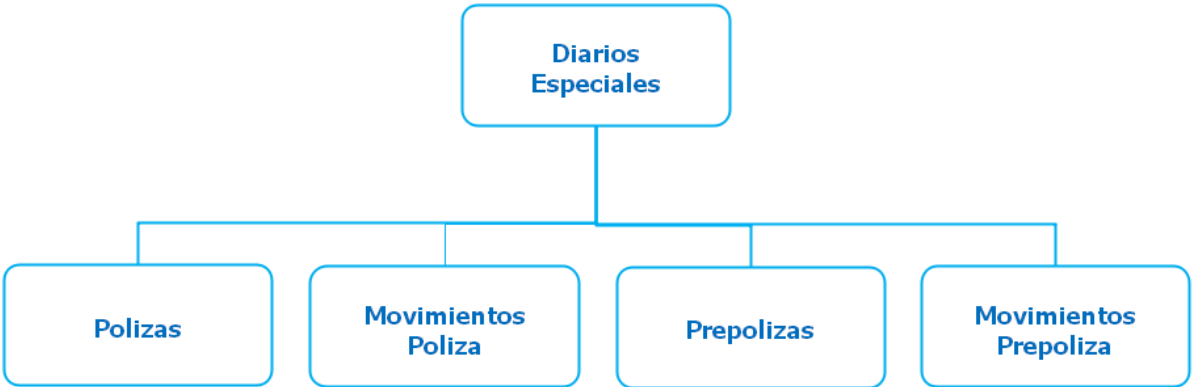 Diarios
Especiales
Polizas
Movimientos
Poliza
Prepolizas
Movimientos
Prepoliza